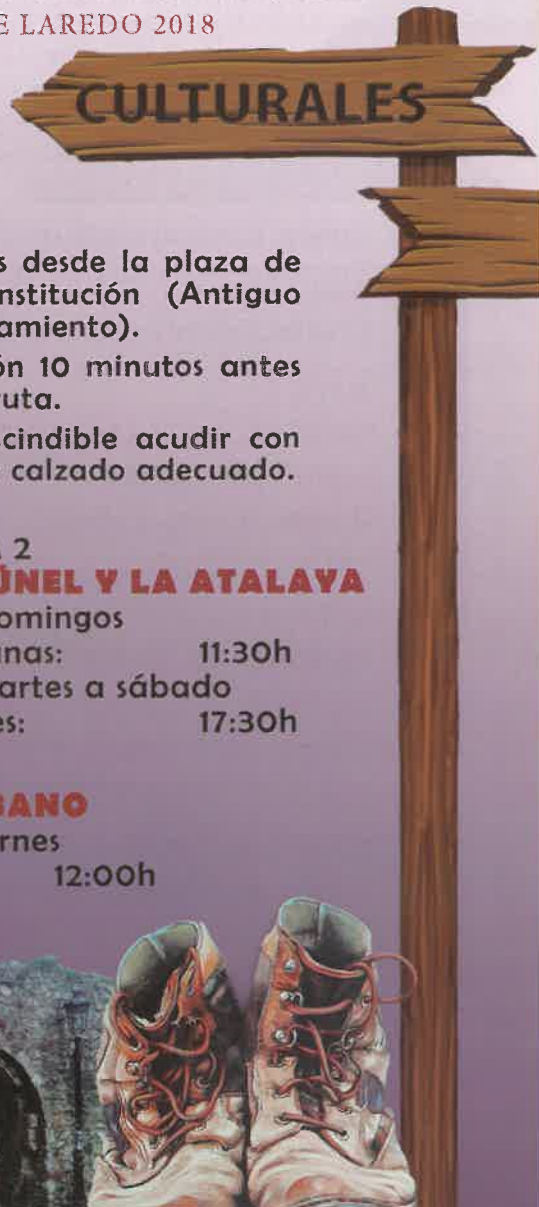 E LAREDO 2018
CULTURALES
s desde la plaza de
nstitución (Antiguo
amiento).
ón 10 minutos antes
uta.
scindible acudir con
calzado adecuado.
2
ÚNEL Y LA ATALAYA
omingos
nas: 11:30h
artes a sábado
es: 17:30h
BANO
rnes
12:00h